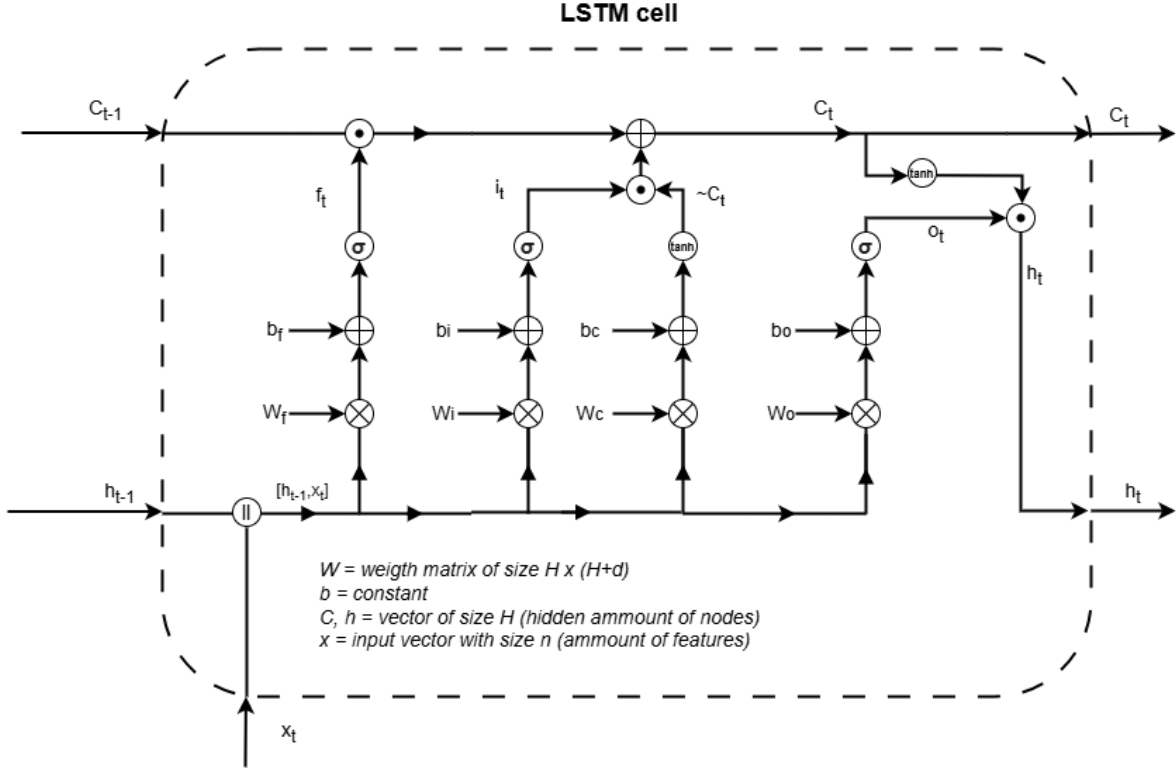 LSTM cell
Ct-1
Ct
Ct
tanh
ft
it
~Ct
ot
σ
σ
tanh
σ
ht
bf
bi
bc
bo
Wf
Wi
Wc
Wo
ht-1
||
[ht-1,xt]
ht
W = weigth matrix of size H x (H+d)
b = constant
C, h = vector of size H (hidden ammount of nodes)
x = input vector with size n (ammount of features)
xt